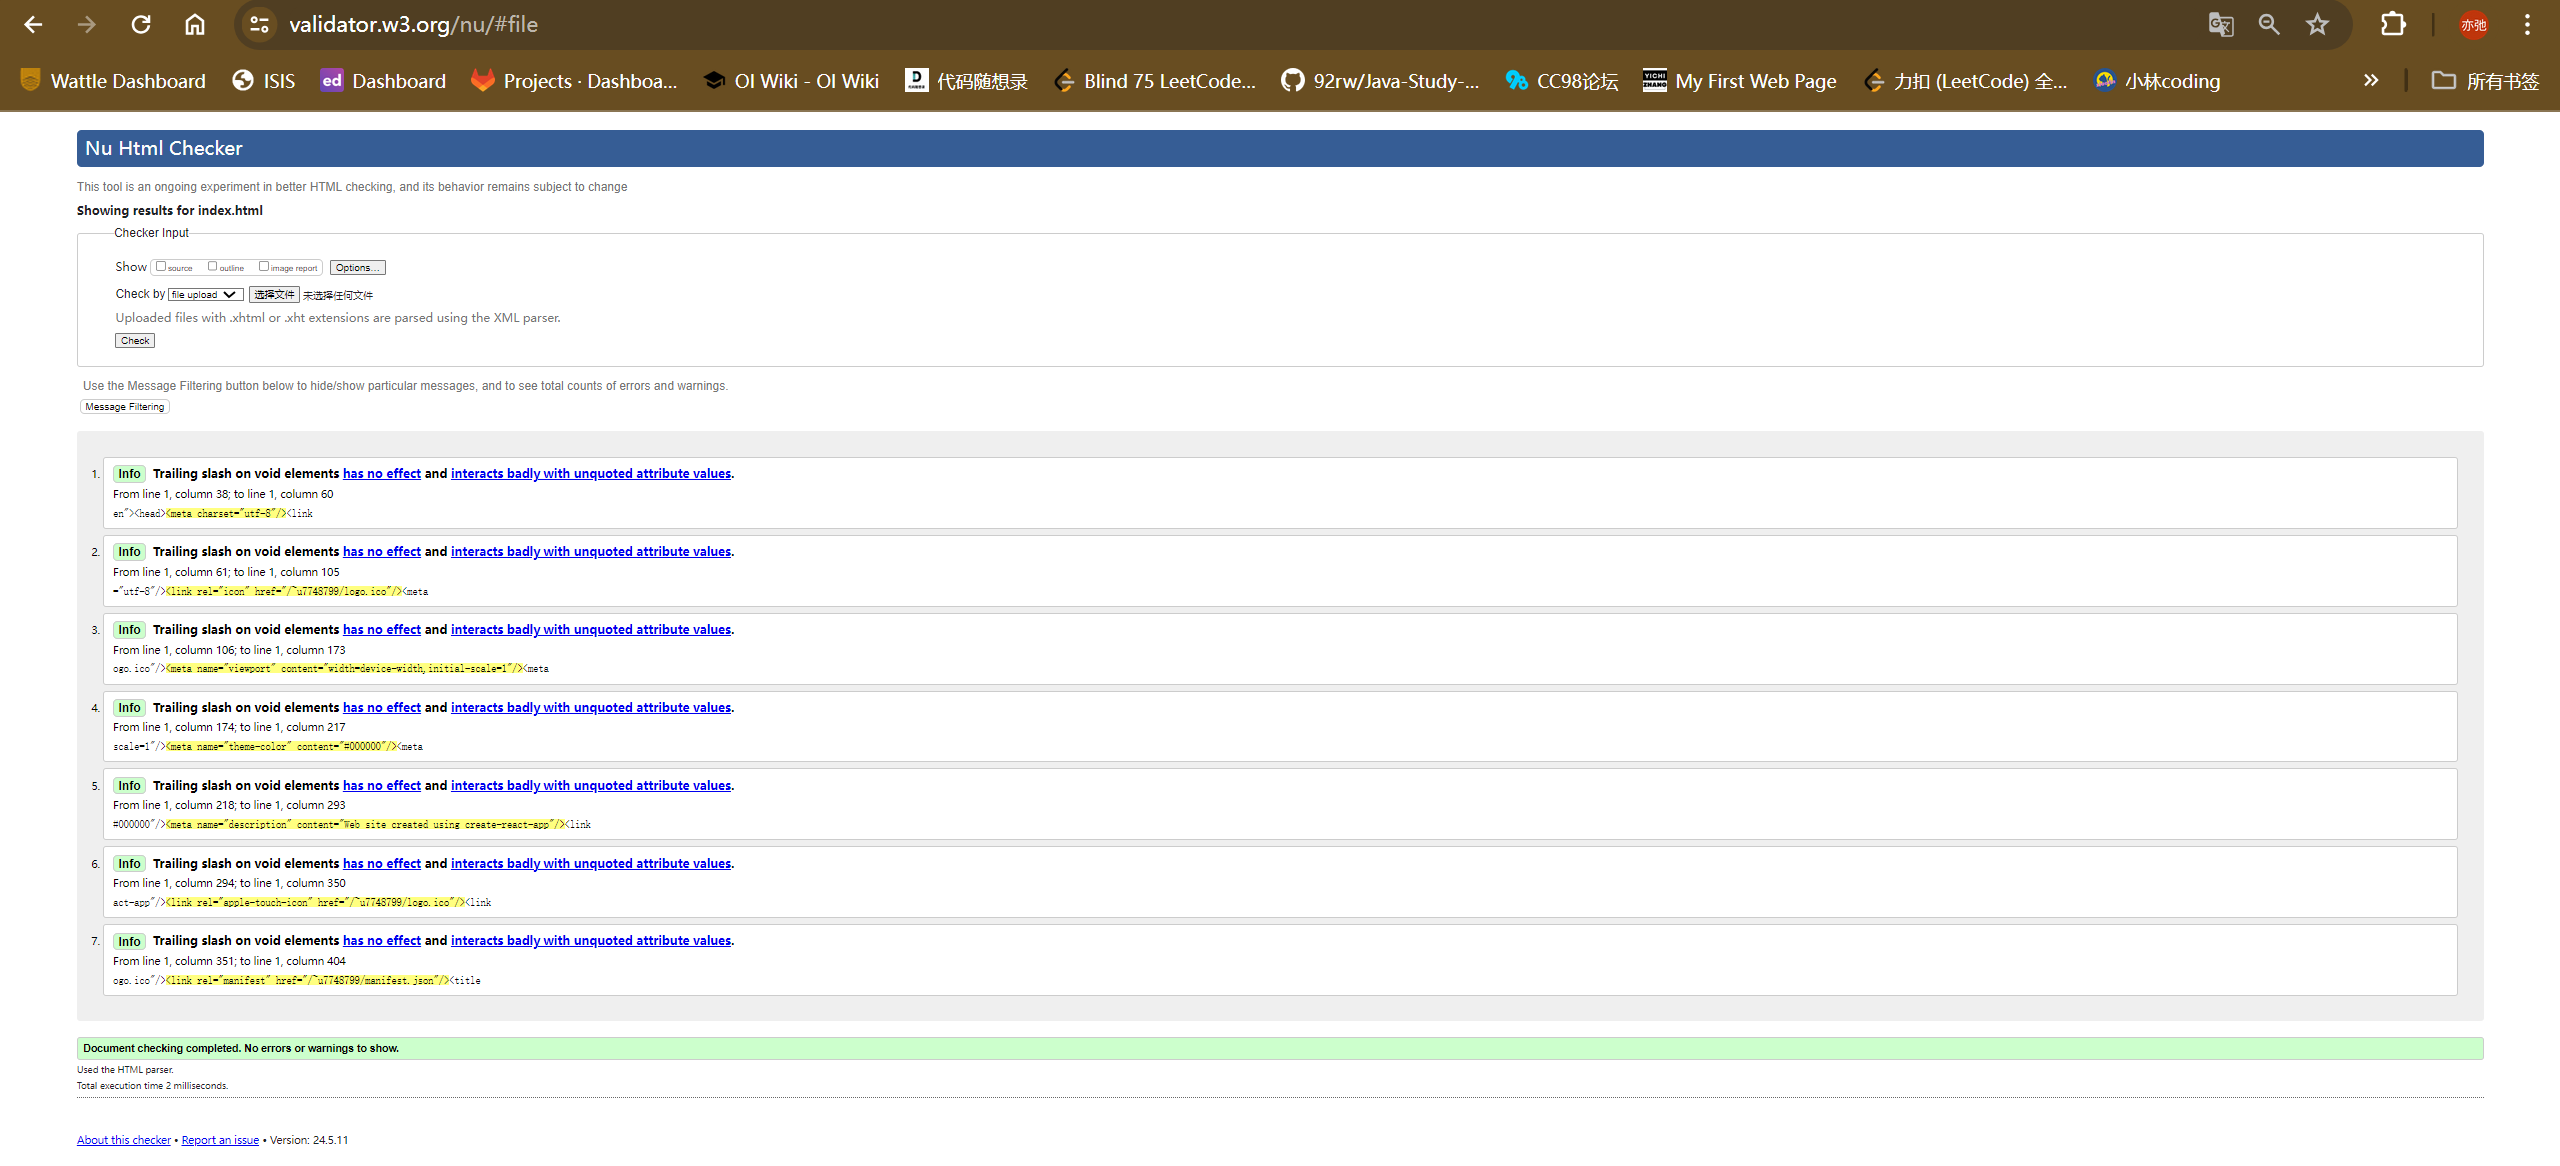 validator.w3.org/nu/#file
亦弛
Wattle Dashboard ISIS ed Dashboard Projects · Dashboa... OI Wiki - OI Wiki D 代码随想录 Blind 75 LeetCode... 92rw/Java-Study-... CC98论坛 YICHI ZHANG My First Web Page 力扣 (LeetCode) 全... 小林coding » 所有书签
Nu Html Checker
This tool is an ongoing experiment in better HTML checking, and its behavior remains subject to change
Showing results for index.html
Checker Input
Show source outline image report Options...
Check by file upload 选择文件 未选择任何文件
Uploaded files with .xhtml or .xht extensions are parsed using the XML parser.
Check
Use the Message Filtering button below to hide/show particular messages, and to see total counts of errors and warnings.
Message Filtering
1. Info Trailing slash on void elements has no effect and interacts badly with unquoted attribute values.
From line 1, column 38; to line 1, column 60
en"><head><meta charset="utf-8"/><link
2. Info Trailing slash on void elements has no effect and interacts badly with unquoted attribute values.
From line 1, column 61; to line 1, column 105
="utf-8"/><link rel="icon" href="/~u7748799/logo.ico"/><meta
3. Info Trailing slash on void elements has no effect and interacts badly with unquoted attribute values.
From line 1, column 106; to line 1, column 173
ogo.ico"/><meta name="viewport" content="width=device-width,initial-scale=1"/><meta
4. Info Trailing slash on void elements has no effect and interacts badly with unquoted attribute values.
From line 1, column 174; to line 1, column 217
scale=1"/><meta name="theme-color" content="#000000"/><meta
5. Info Trailing slash on void elements has no effect and interacts badly with unquoted attribute values.
From line 1, column 218; to line 1, column 293
#000000"/><meta name="description" content="Web site created using create-react-app"/><link
6. Info Trailing slash on void elements has no effect and interacts badly with unquoted attribute values.
From line 1, column 294; to line 1, column 350
act-app"/><link rel="apple-touch-icon" href="/~u7748799/logo.ico"/><link
7. Info Trailing slash on void elements has no effect and interacts badly with unquoted attribute values.
From line 1, column 351; to line 1, column 404
ogo.ico"/><link rel="manifest" href="/~u7748799/manifest.json"/><title
Document checking completed. No errors or warnings to show.
Used the HTML parser.
Total execution time 2 milliseconds.
About this checker • Report an issue • Version: 24.5.11